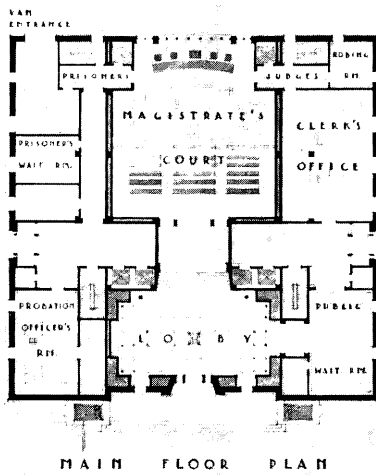 VAN
ENTRANCE
PRISONERS
JUDGES
ROBING
RM.
MAGISTRATE'S
COURT
CLERK'S
OFFICE
PRISONER'S
WAIT. RM.
PROBATION
OFFICER'S
RM.
LOBBY
PUBLIC
WAIT. RM.
MAIN FLOOR PLAN